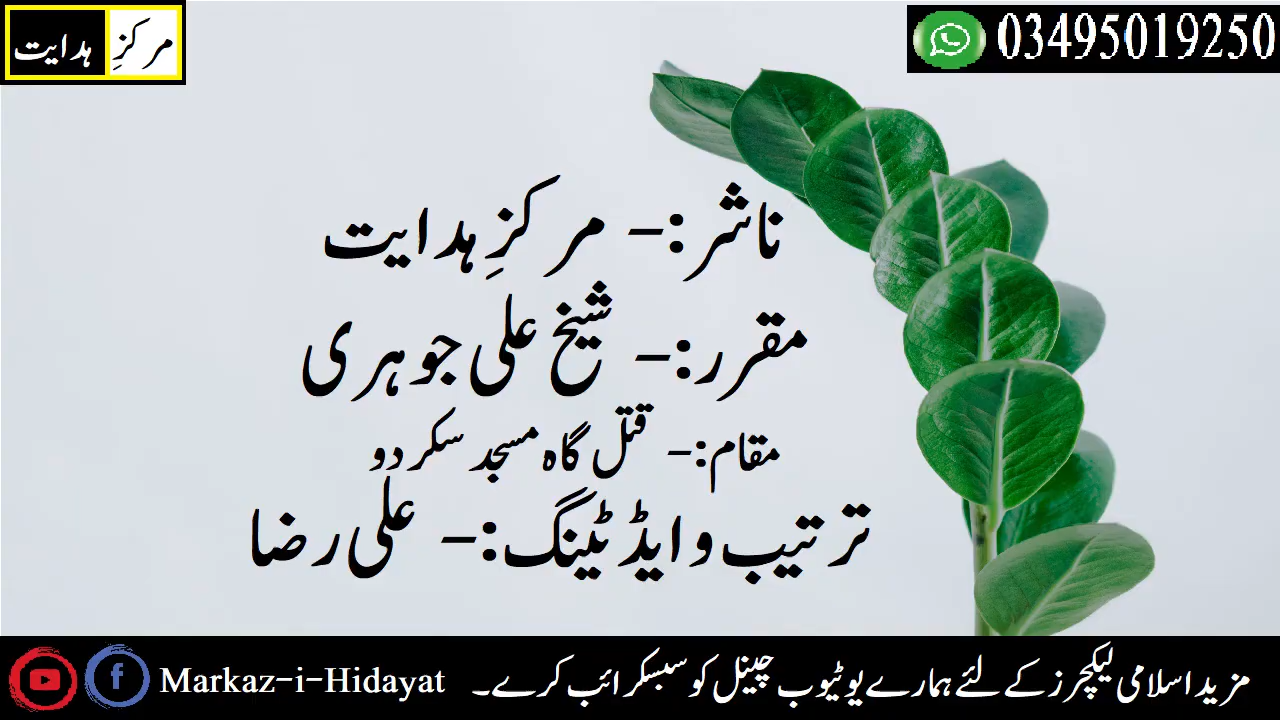 مرکزِ ہدایت
03495019250
ناشر:- مرکزِ ہدایت
مقرر:- شیخ علی جوہری
مقام:- قتل گاہ مسجد سکردو
ترتیب و ایڈٹینگ:- علی رضا
مزید اسلامی لیکچرز کے لئے ہمارے یوٹیوب چینل کو سبسکرائب کرے۔
Markaz-i-Hidayat